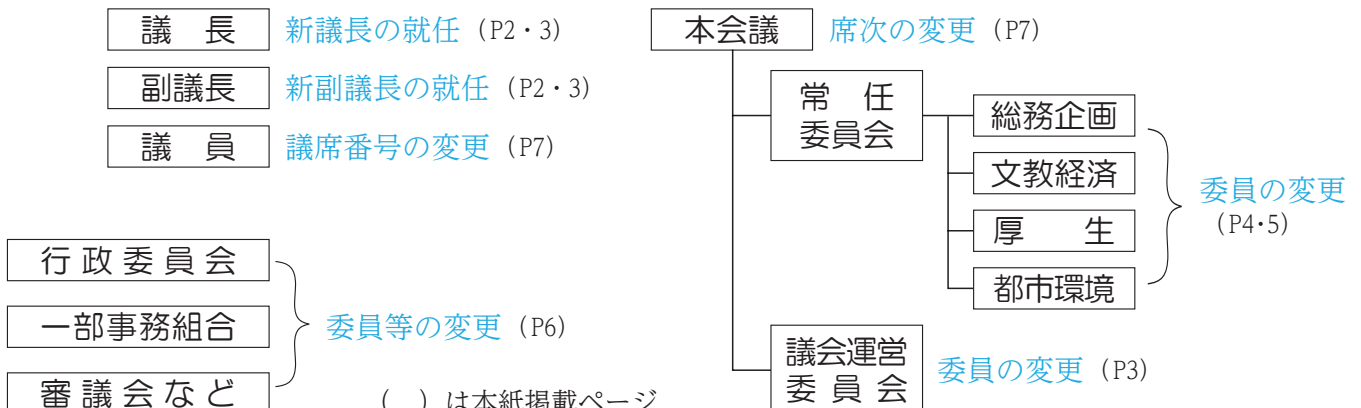 議　長　新議長の就任（P2・3）
副議長　新副議長の就任（P2・3）
議　員　議席番号の変更（P7）
行政委員会
一部事務組合
審議会など
委員等の変更（P6）
（　）は本紙掲載ページ
本会議　席次の変更（P7）
常　任
委員会
総務企画
文教経済
厚　生
都市環境
委員の変更
（P4・5）
議会運営
委員会
委員の変更（P3）